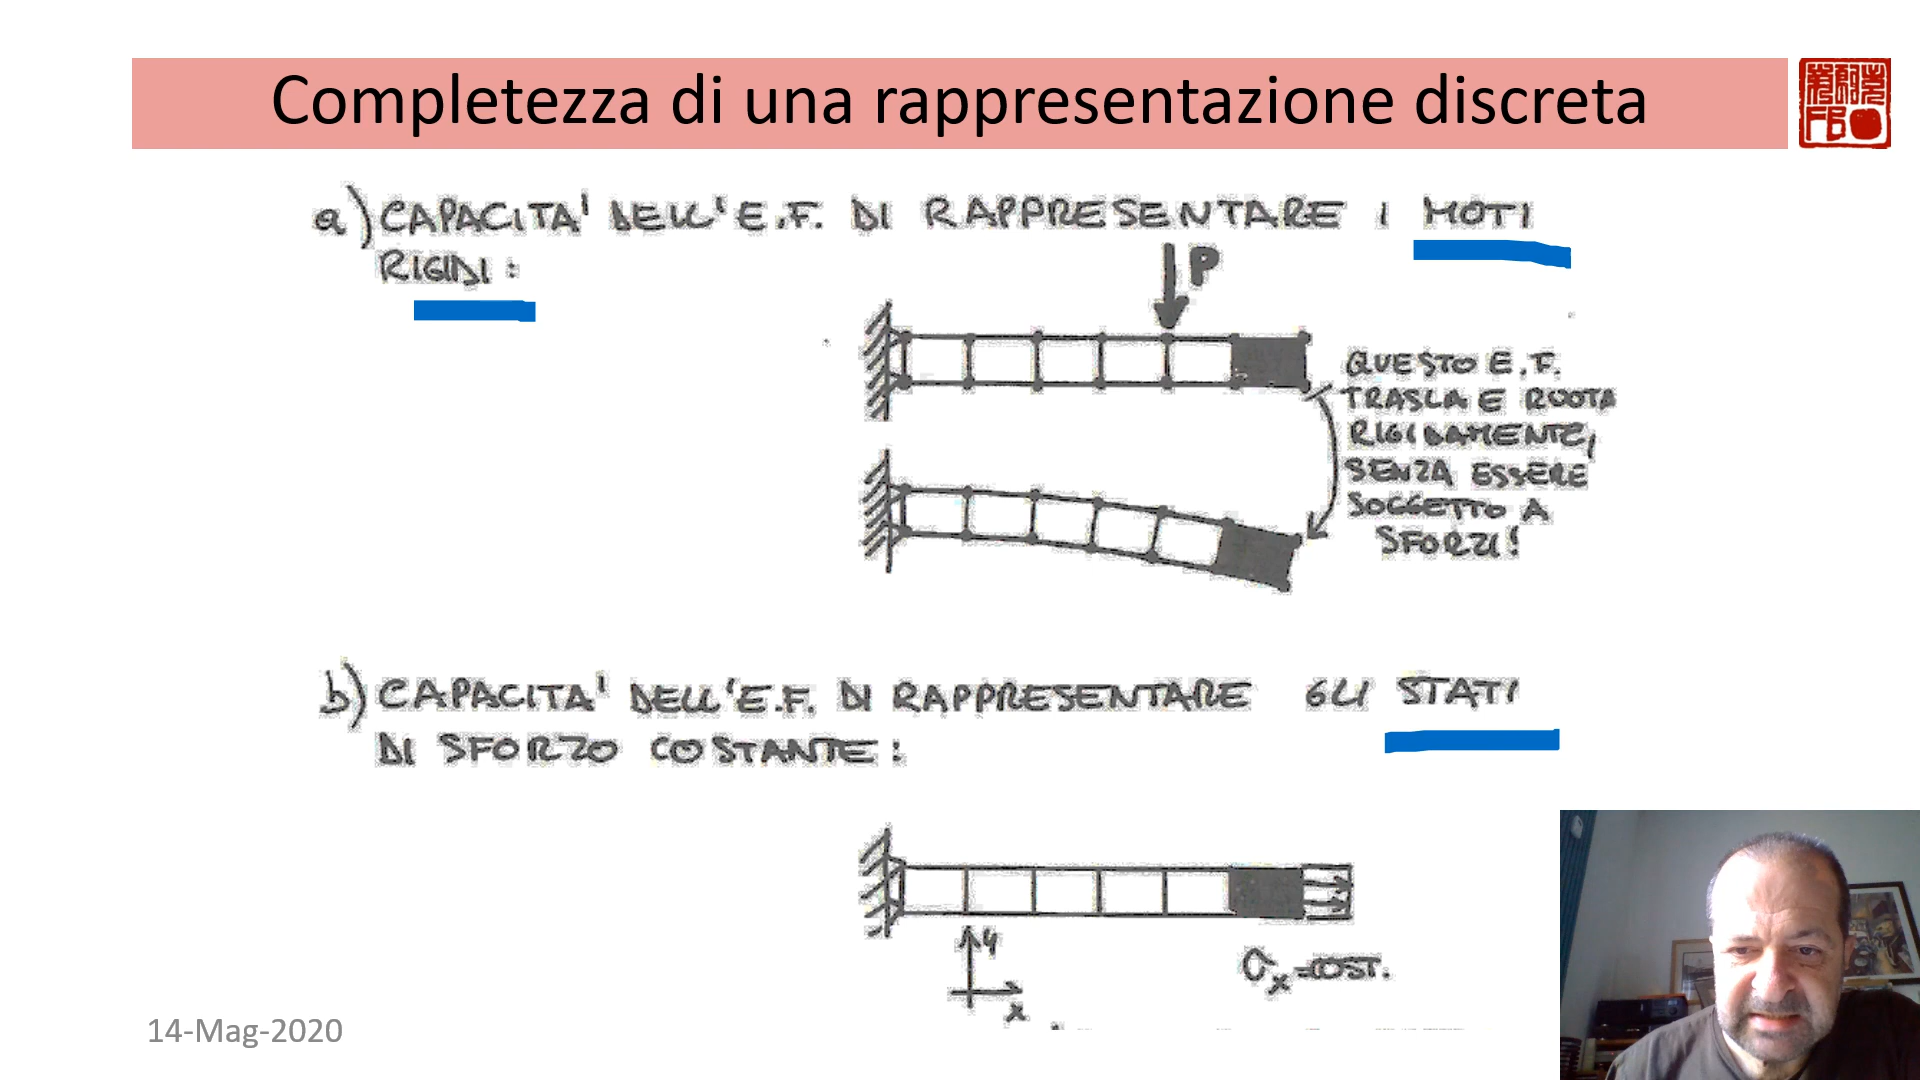 Completezza di una rappresentazione discreta
FB
a) CAPACITA' DELL'E.F. DI RAPPRESENTARE I MOTI
RIGIDI:
P
QUESTO E.F.
TRASLA E RUOTA
RIGIDAMENTE,
SENZA ESSERE
SOGGETTO A
SFORZI!
b) CAPACITA' DELL'E.F. DI RAPPRESENTARE GLI STATI
DI SFORZO COSTANTE:
y
x
σx=COST.
14-Mag-2020